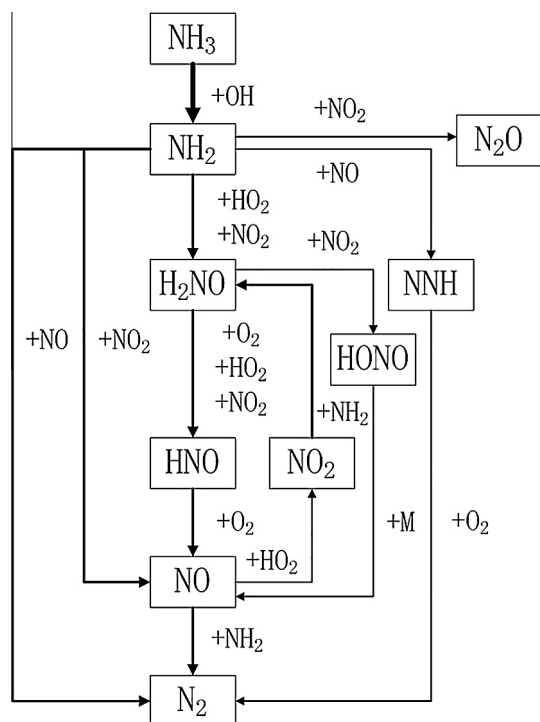 NH₃
+OH
+NO₂
NH₂
N₂O
+NO
+HO₂
+NO₂
+NO₂
H₂NO
NNH
+O₂
+NO
+NO₂
HONO
+HO₂
+NO₂
+NH₂
HNO
NO₂
+O₂
+M
+O₂
+HO₂
NO
+NH₂
N₂